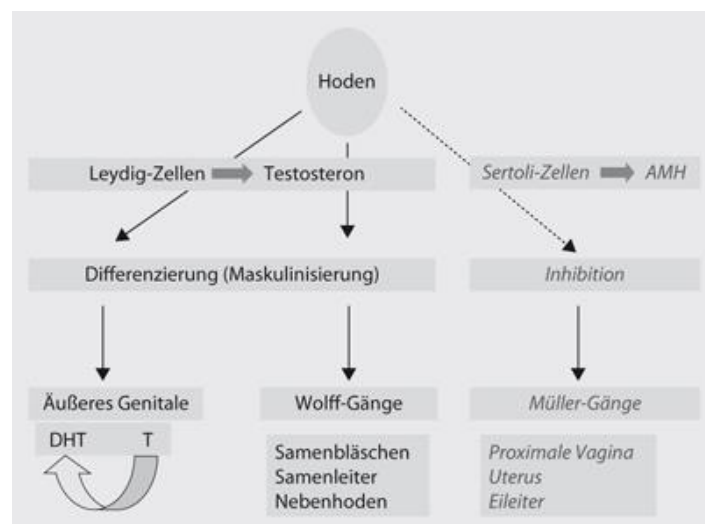 Hoden
Leydig-Zellen Testosteron
Sertoli-Zellen AMH
Differenzierung (Maskulinisierung)
Inhibition
Äußeres Genitale
DHT T
Wolff-Gänge
Samenbläschen
Samenleiter
Nebenhoden
Müller-Gänge
Proximale Vagina
Uterus
Eileiter